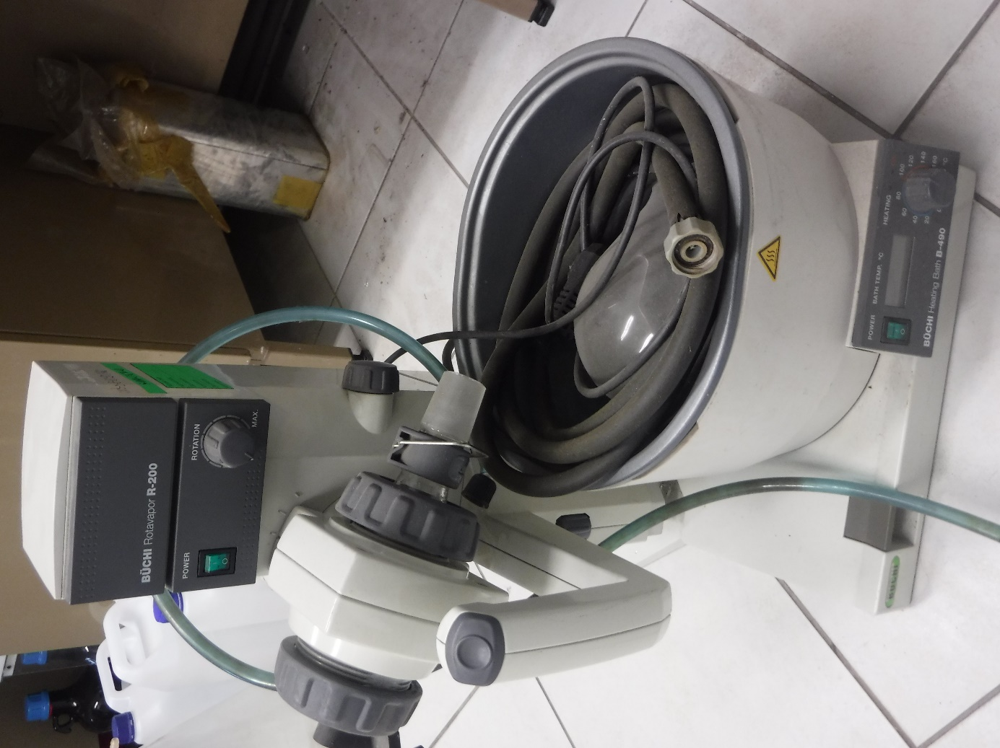 BÜCHI Rotavapor R-200
ROTATION
MAX.
POWER
HEATING
20
40
60
80
100
120
140
160
°C
BATH TEMP. °C
POWER
BÜCHI Heating Bath B-490
BUCHI